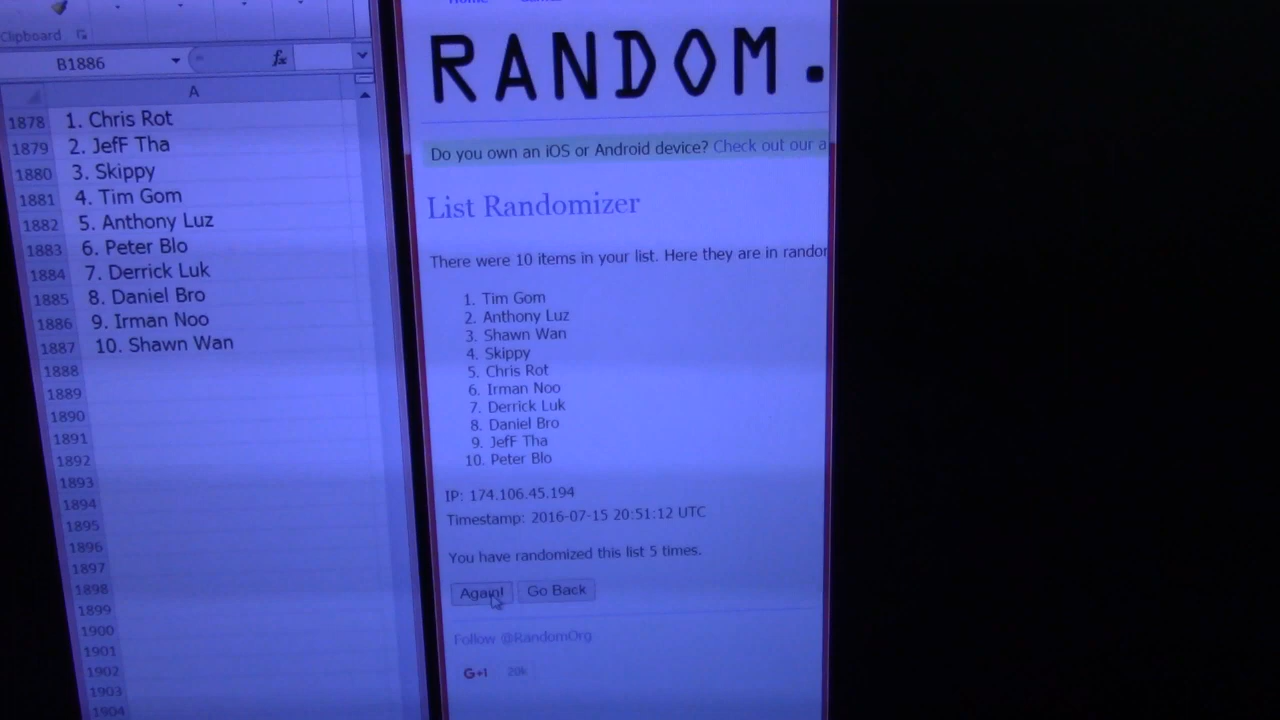 Clipboard
B1886
fx
A
1878 1. Chris Rot
1879 2. JefF Tha
1880 3. Skippy
1881 4. Tim Gom
1882 5. Anthony Luz
1883 6. Peter Blo
1884 7. Derrick Luk
1885 8. Daniel Bro
1886 9. Irman Noo
1887 10. Shawn Wan
1888
1889
1890
1891
1892
1893
1894
1895
1896
1897
1898
1899
1900
1901
1902
1903
1904
RANDOM.
Do you own an iOS or Android device? Check out our a
List Randomizer
There were 10 items in your list. Here they are in random
1. Tim Gom
2. Anthony Luz
3. Shawn Wan
4. Skippy
5. Chris Rot
6. Irman Noo
7. Derrick Luk
8. Daniel Bro
9. JefF Tha
10. Peter Blo
IP: 174.106.45.194
Timestamp: 2016-07-15 20:51:12 UTC
You have randomized this list 5 times.
Again! Go Back
Follow @RandomOrg
G+1 20k